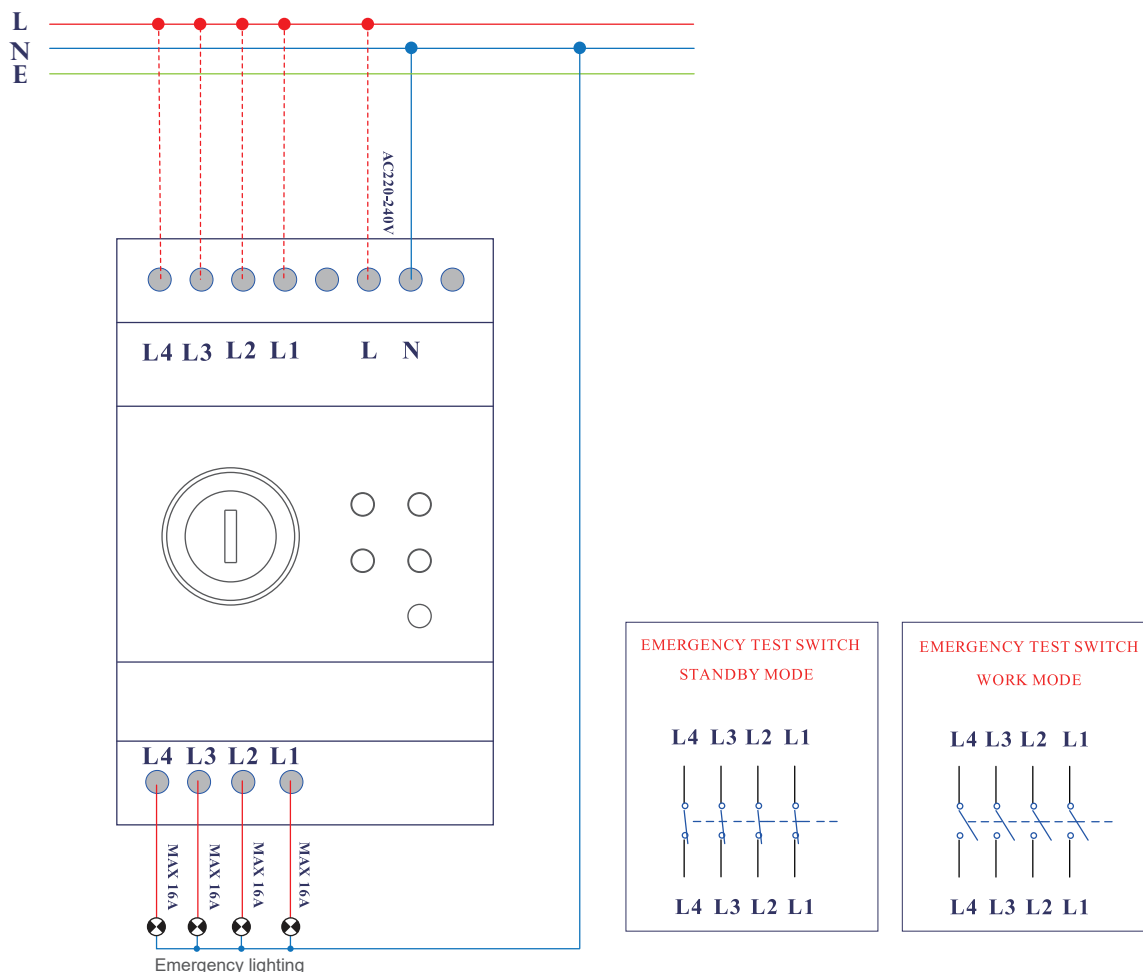 L
N
E
AC220-240V
L4 L3 L2 L1 L N
L4 L3 L2 L1
MAX 16A MAX 16A MAX 16A MAX 16A
Emergency lighting
EMERGENCY TEST SWITCH
STANDBY MODE
L4 L3 L2 L1
L4 L3 L2 L1
EMERGENCY TEST SWITCH
WORK MODE
L4 L3 L2 L1
L4 L3 L2 L1